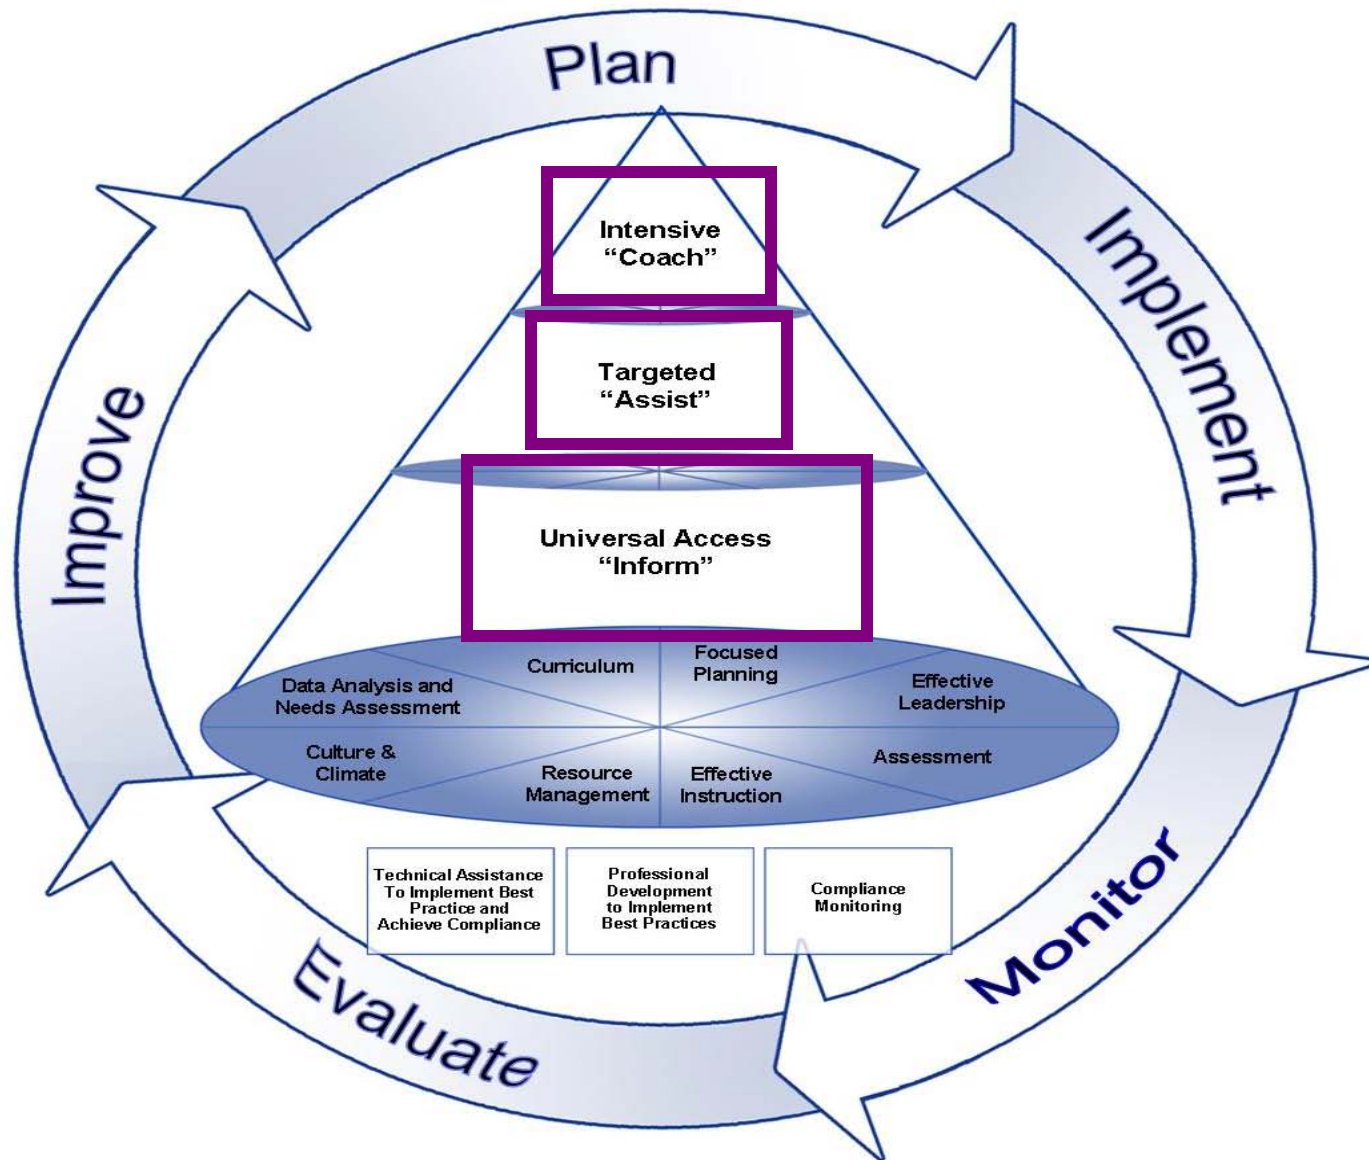 Plan
Implement
Monitor
Evaluate
Improve
Intensive
“Coach”
Targeted
“Assist”
Universal Access
“Inform”
Data Analysis and
Needs Assessment
Curriculum
Focused
Planning
Effective
Leadership
Culture &
Climate
Resource
Management
Effective
Instruction
Assessment
Technical Assistance
To Implement Best
Practice and
Achieve Compliance
Professional
Development
to Implement
Best Practices
Compliance
Monitoring